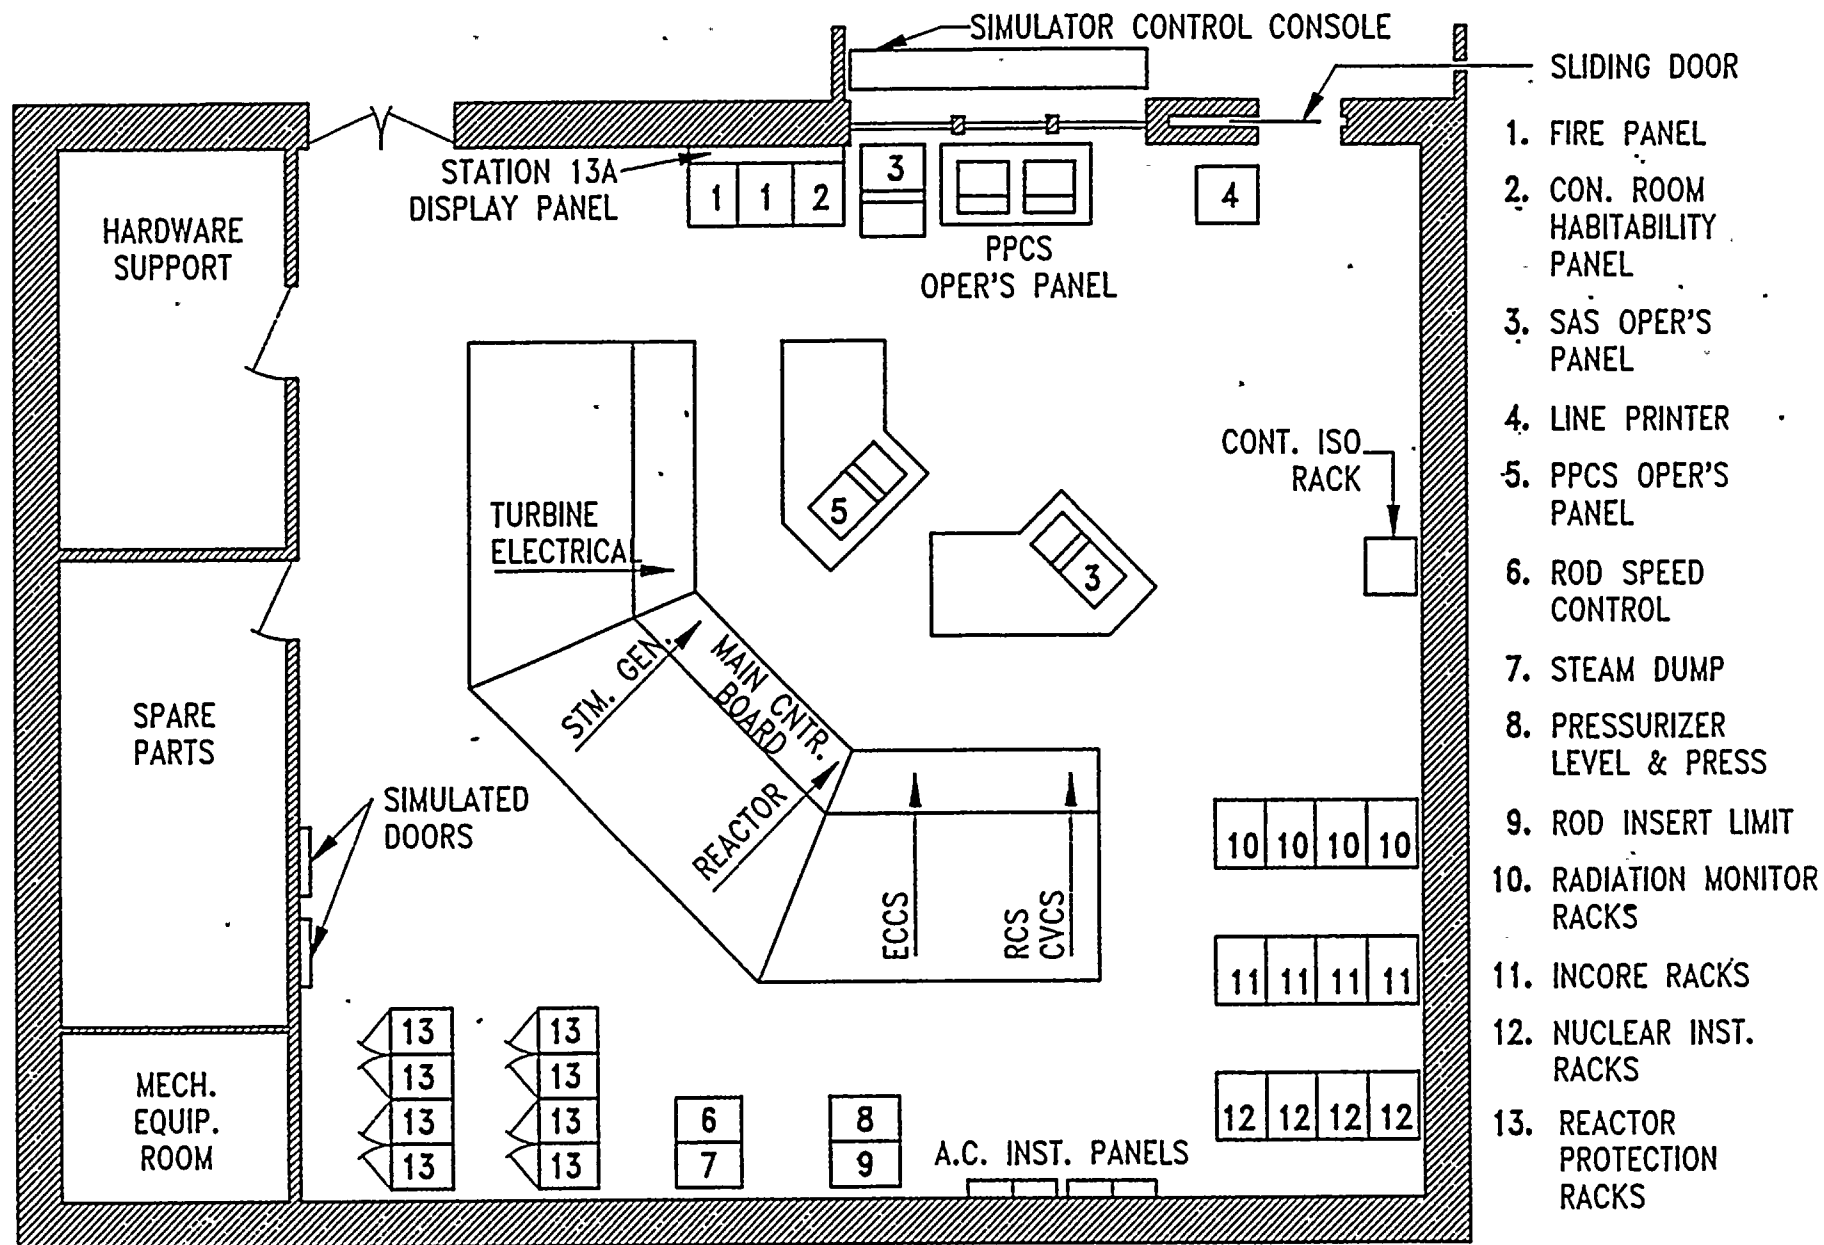 SIMULATOR CONTROL CONSOLE
SLIDING DOOR
STATION 13A
DISPLAY PANEL
1 1 2
3
4
PPCS
OPER'S PANEL
HARDWARE
SUPPORT
CONT. ISO
RACK
5
3
TURBINE
ELECTRICAL
STM. GEN.
MAIN CNTR.
BOARD
REACTOR
ECCS
RCS
CVCS
SPARE
PARTS
SIMULATED
DOORS
10 10 10 10
11 11 11 11
12 12 12 12
MECH.
EQUIP.
ROOM
13 13
13 13
13 13
13 13
6
7
8
9
A.C. INST. PANELS
1. FIRE PANEL
2. CON. ROOM
HABITABILITY
PANEL
3. SAS OPER'S
PANEL
4. LINE PRINTER
5. PPCS OPER'S
PANEL
6. ROD SPEED
CONTROL
7. STEAM DUMP
8. PRESSURIZER
LEVEL & PRESS
9. ROD INSERT LIMIT
10. RADIATION MONITOR
RACKS
11. INCORE RACKS
12. NUCLEAR INST.
RACKS
13. REACTOR
PROTECTION
RACKS